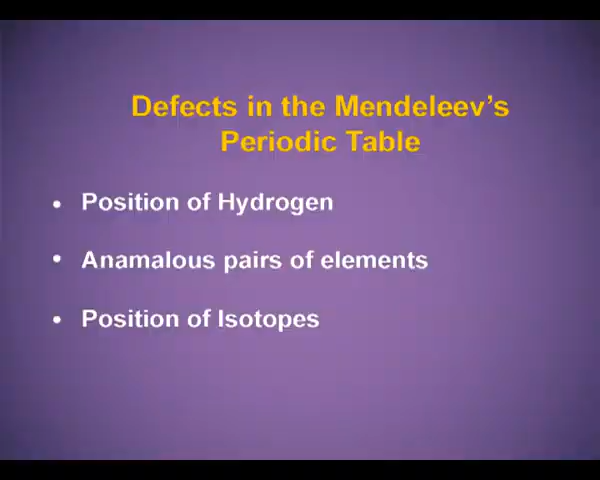 Defects in the Mendeleev’s
Periodic Table
• Position of Hydrogen
• Anamalous pairs of elements
• Position of Isotopes